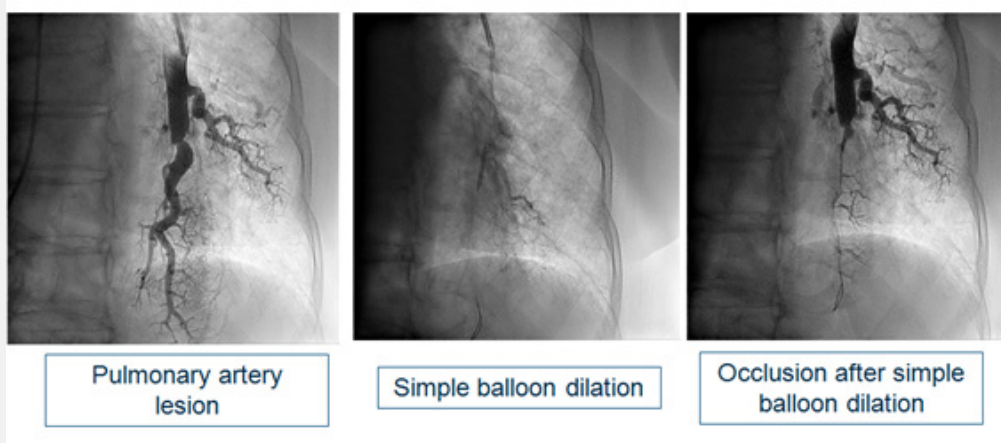 Pulmonary artery
lesion
Simple balloon dilation
Occlusion after simple
balloon dilation